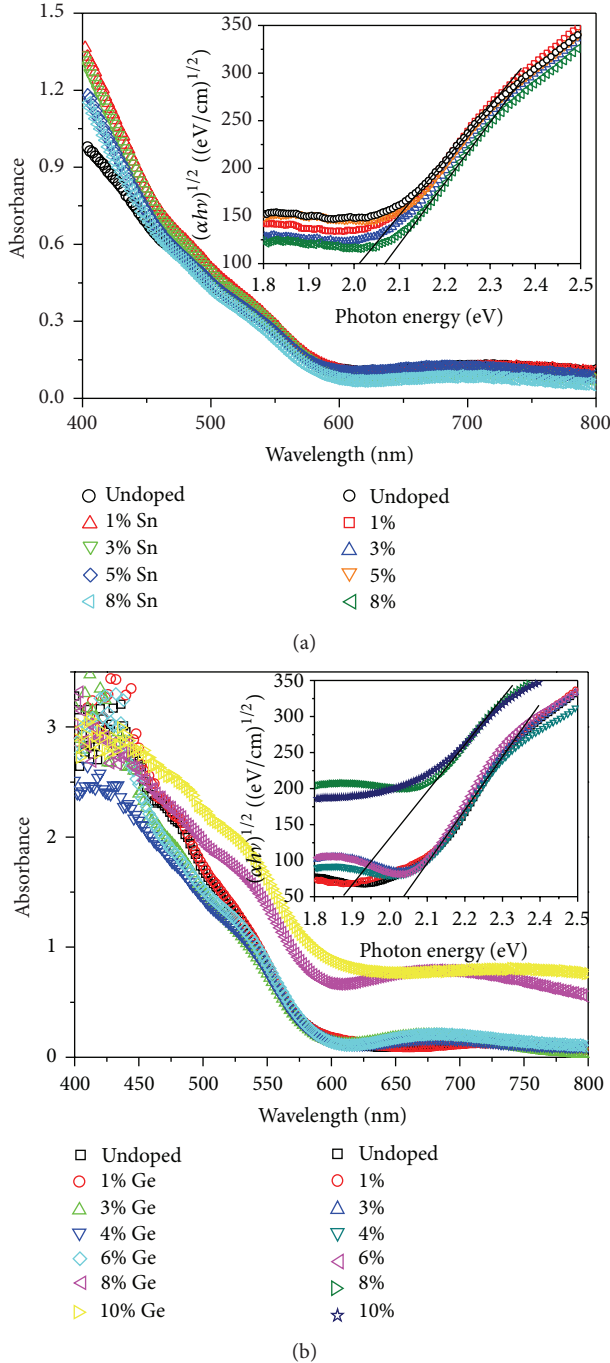 1.5
1.2
0.9
0.6
0.3
0.0
Absorbance
400 500 600 700 800
Wavelength (nm)
350
300
250
200
150
100
(αhν)1/2 ((eV/cm)1/2)
1.8 1.9 2.0 2.1 2.2 2.3 2.4 2.5
Photon energy (eV)
Undoped
1% Sn
3% Sn
5% Sn
8% Sn
Undoped
1%
3%
5%
8%
(a)
3
2
1
0
Absorbance
400 450 500 550 600 650 700 750 800
Wavelength (nm)
350
300
250
200
150
100
50
(αhν)1/2 ((eV/cm)1/2)
1.8 1.9 2.0 2.1 2.2 2.3 2.4 2.5
Photon energy (eV)
Undoped
1% Ge
3% Ge
4% Ge
6% Ge
8% Ge
10% Ge
Undoped
1%
3%
4%
6%
8%
10%
(b)